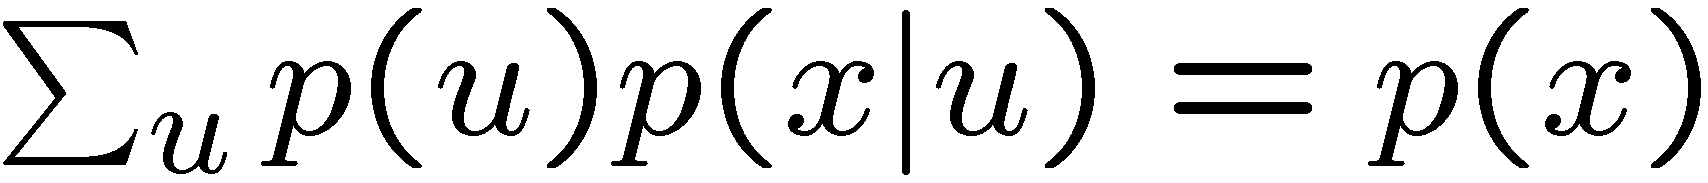 ∑_u p(u)p(x|u) = p(x)